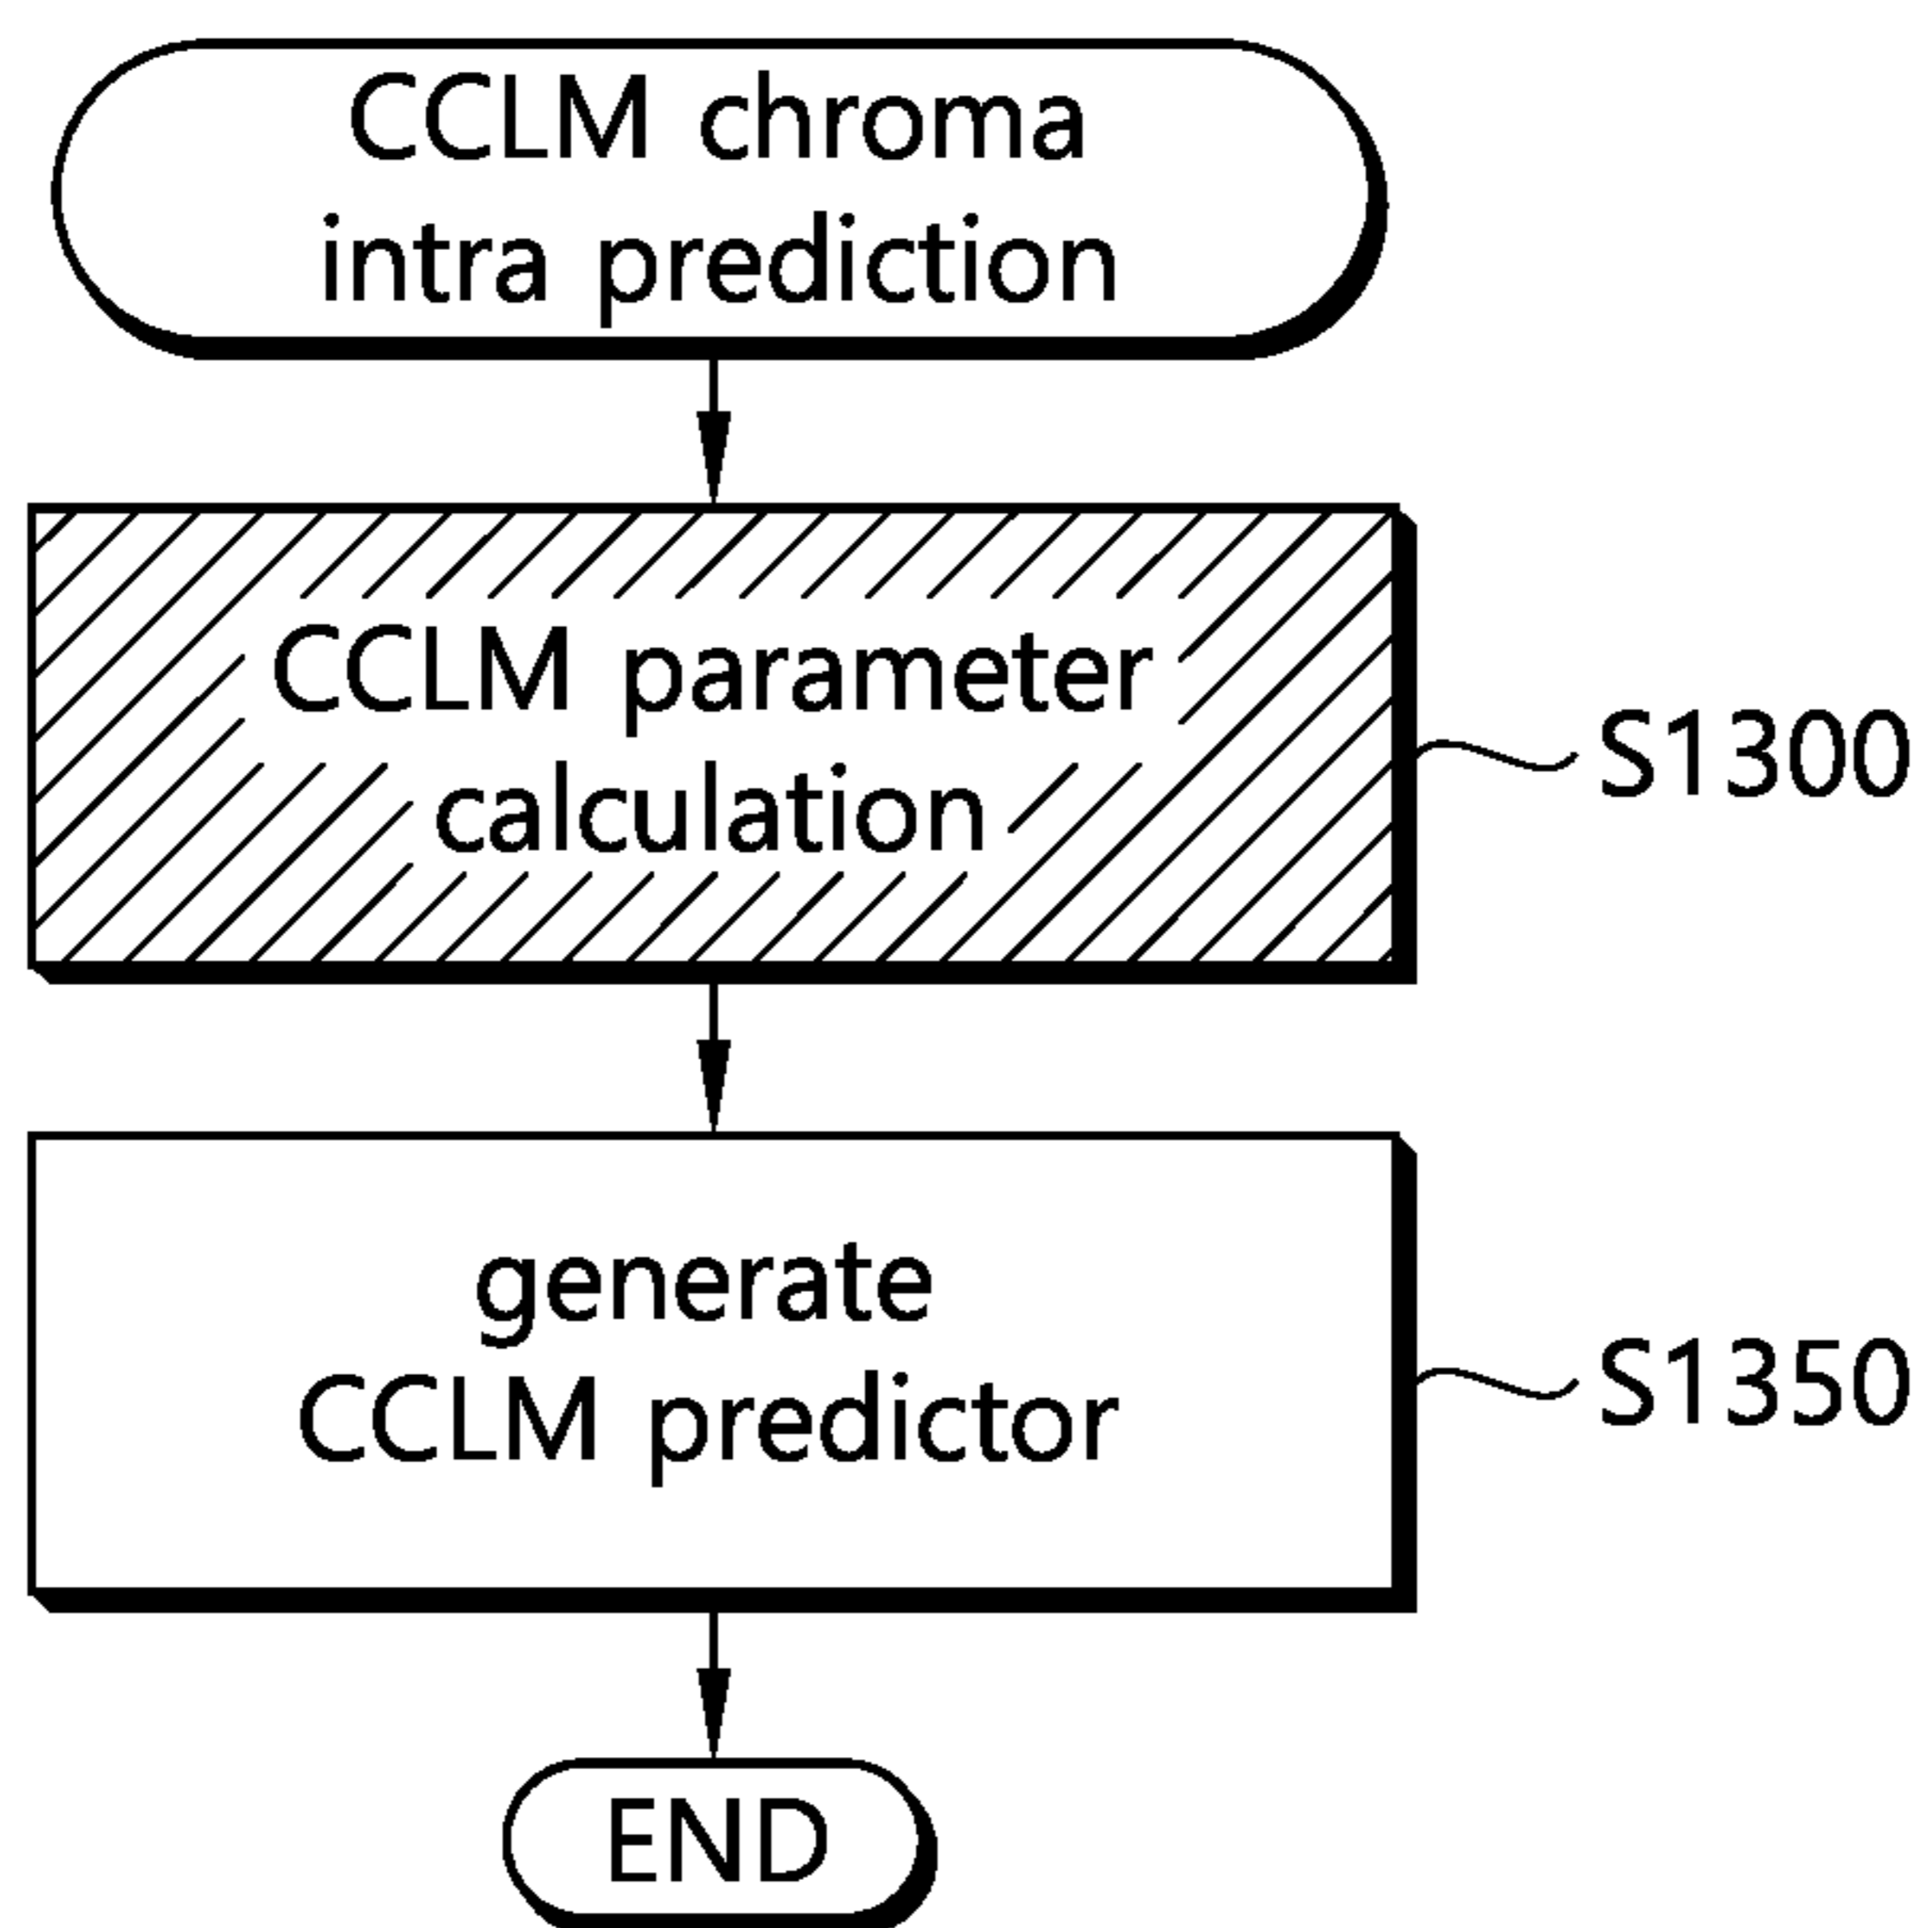 CCLM chroma
intra prediction
CCLM parameter
calculation
S1300
generate
CCLM predictor
S1350
END